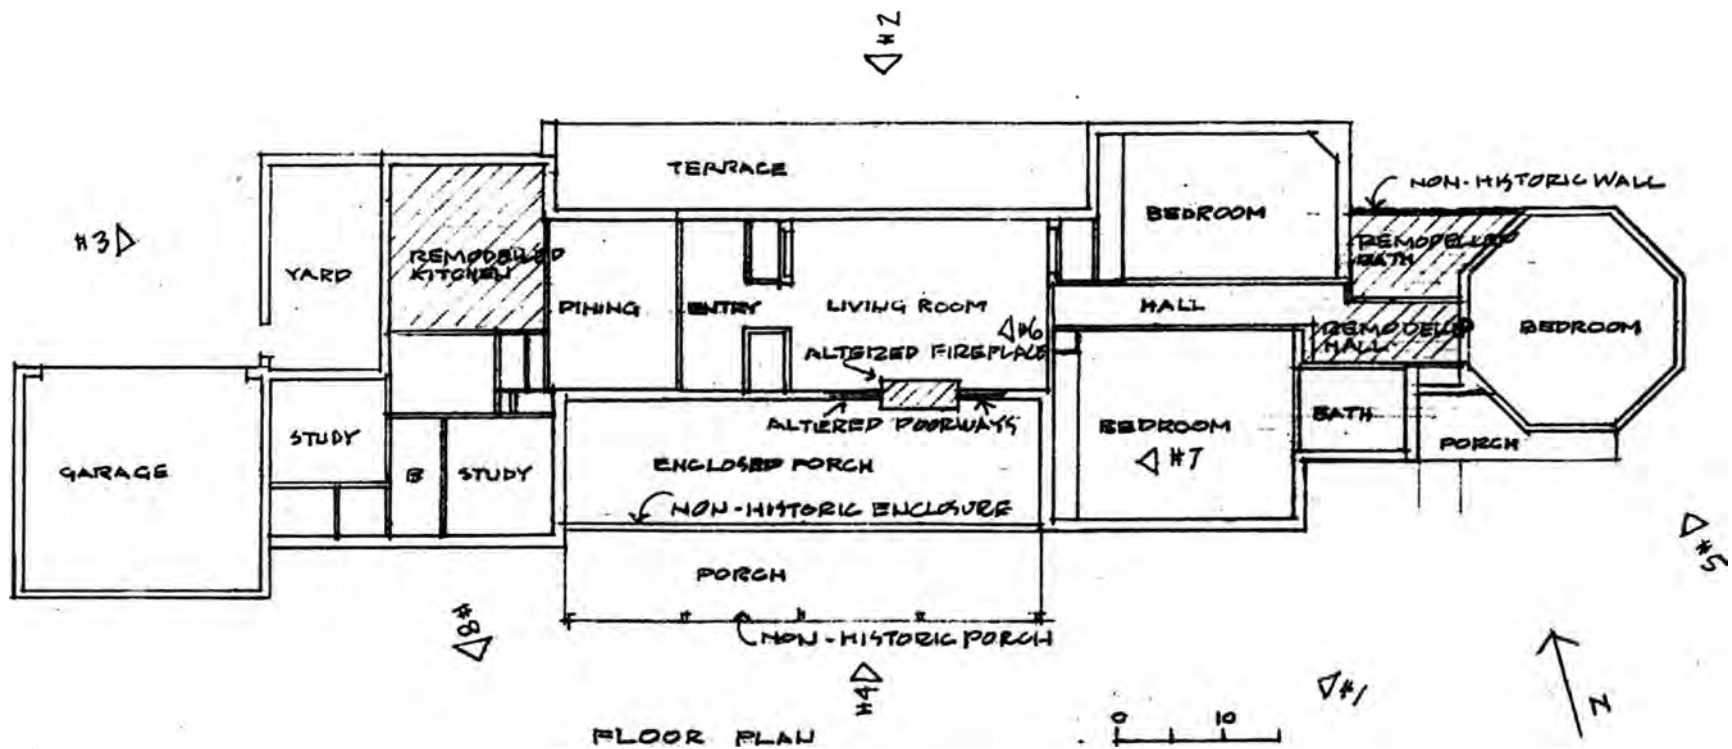 #2
TERRACE
NON-HISTORIC WALL
BEDROOM
#3
REMODELLED
BATH
YARD
REMODELLED
KITCHEN
DINING
ENTRY
LIVING ROOM
HALL
#6
REMODELLED
HALL
BEDROOM
ALTERED FIREPLACE
ALTERED DOORWAYS
BEDROOM
BATH
PORCH
STUDY
GARAGE
B
STUDY
ENCLOSED PORCH
#7
NON-HISTORIC ENCLOSURE
#5
PORCH
#8
NON-HISTORIC PORCH
#4
#1
N
0 10
FLOOR PLAN